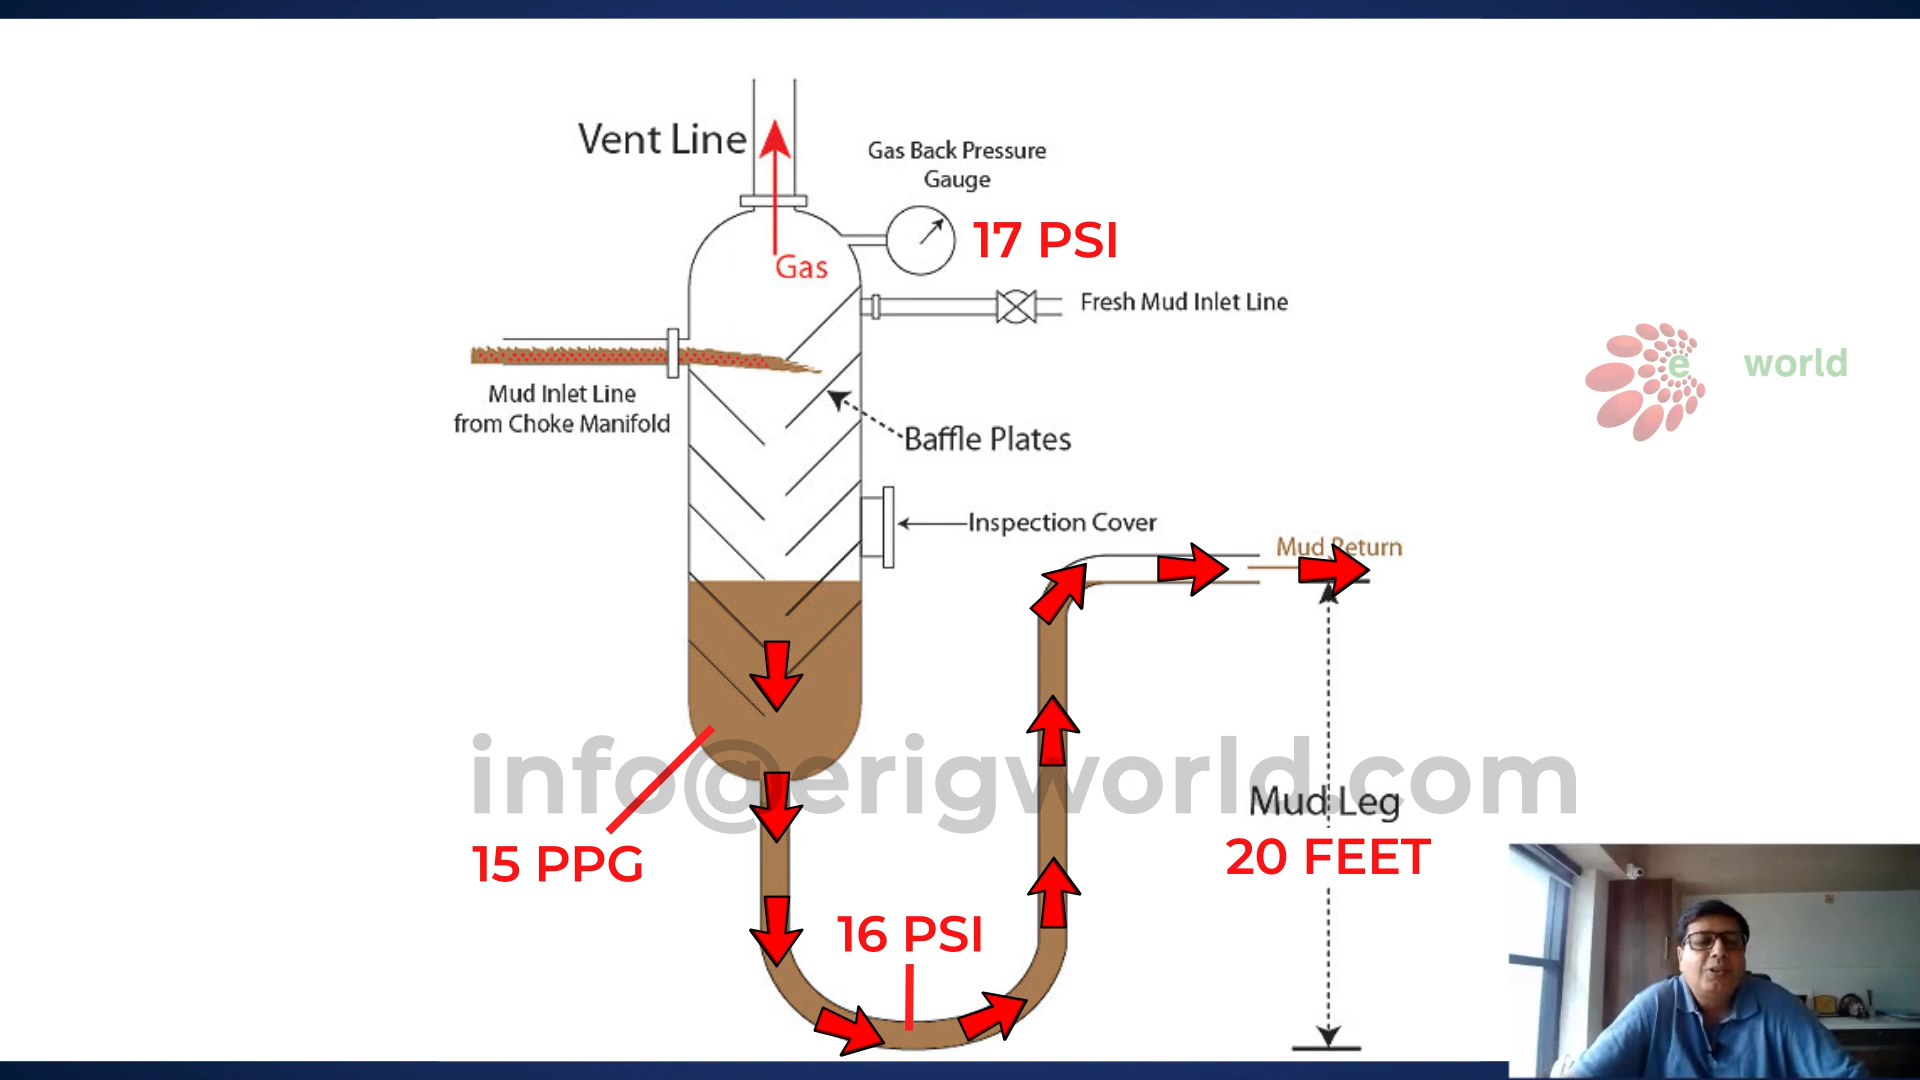 Vent Line
Gas Back Pressure
Gauge
17 PSI
Gas
Fresh Mud Inlet Line
e world
Mud Inlet Line
from Choke Manifold
Baffle Plates
Inspection Cover
Mud Return
info@erigworld.com
Mud Leg
20 FEET
15 PPG
16 PSI